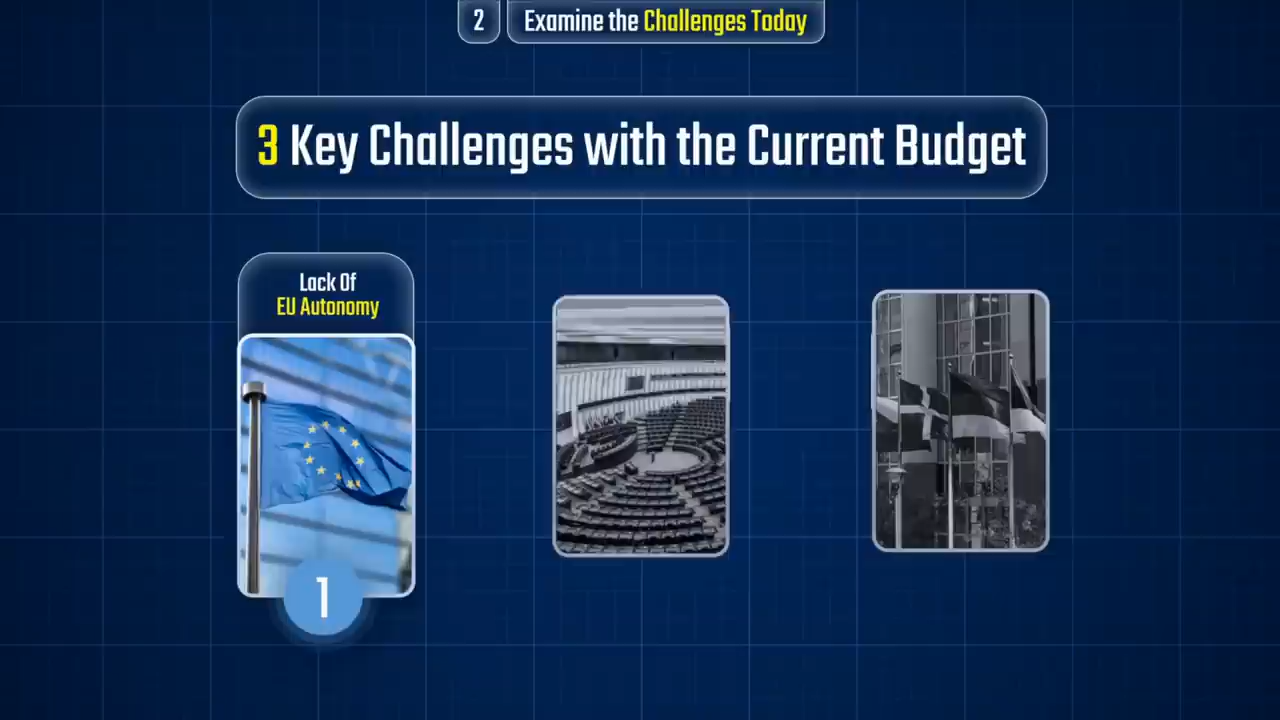 2
Examine the Challenges Today
3 Key Challenges with the Current Budget
Lack Of
EU Autonomy
1